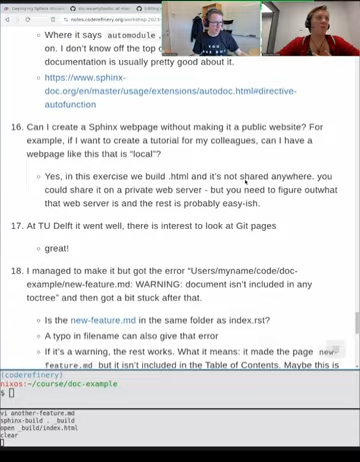 notes.coderefinery.org/workshop-2023
Where it says automodule,
on. I don't know off the top o
documentation is usually pretty good about it.
https://www.sphinx-
doc.org/en/master/usage/extensions/autodoc.html#directive-
autofunction
16. Can I create a Sphinx webpage without making it a public website? For
example, if I want to create a tutorial for my colleagues, can I have a
webpage like this that is "local"?
Yes, in this exercise we build .html and it's not shared anywhere. you
could share it on a private web server - but you need to figure outwhat
that web server is and the rest is probably easy-ish.
17. At TU Delft it went well, there is interest to look at Git pages
great!
18. I managed to make it but got the error "Users/myname/code/doc-
example/new-feature.md: WARNING: document isn't included in any
toctree" and then got a bit stuck after that.
Is the new-feature.md in the same folder as index.rst?
A typo in filename can also give that error
If it's a warning, the rest works. What it means: it made the page new-
feature.md but it isn't included in the Table of Contents. Maybe this is
(coderefinery)
nixos:~/course/doc-example
$
vi another-feature.md
sphinx-build . _build
open _build/index.html
clear